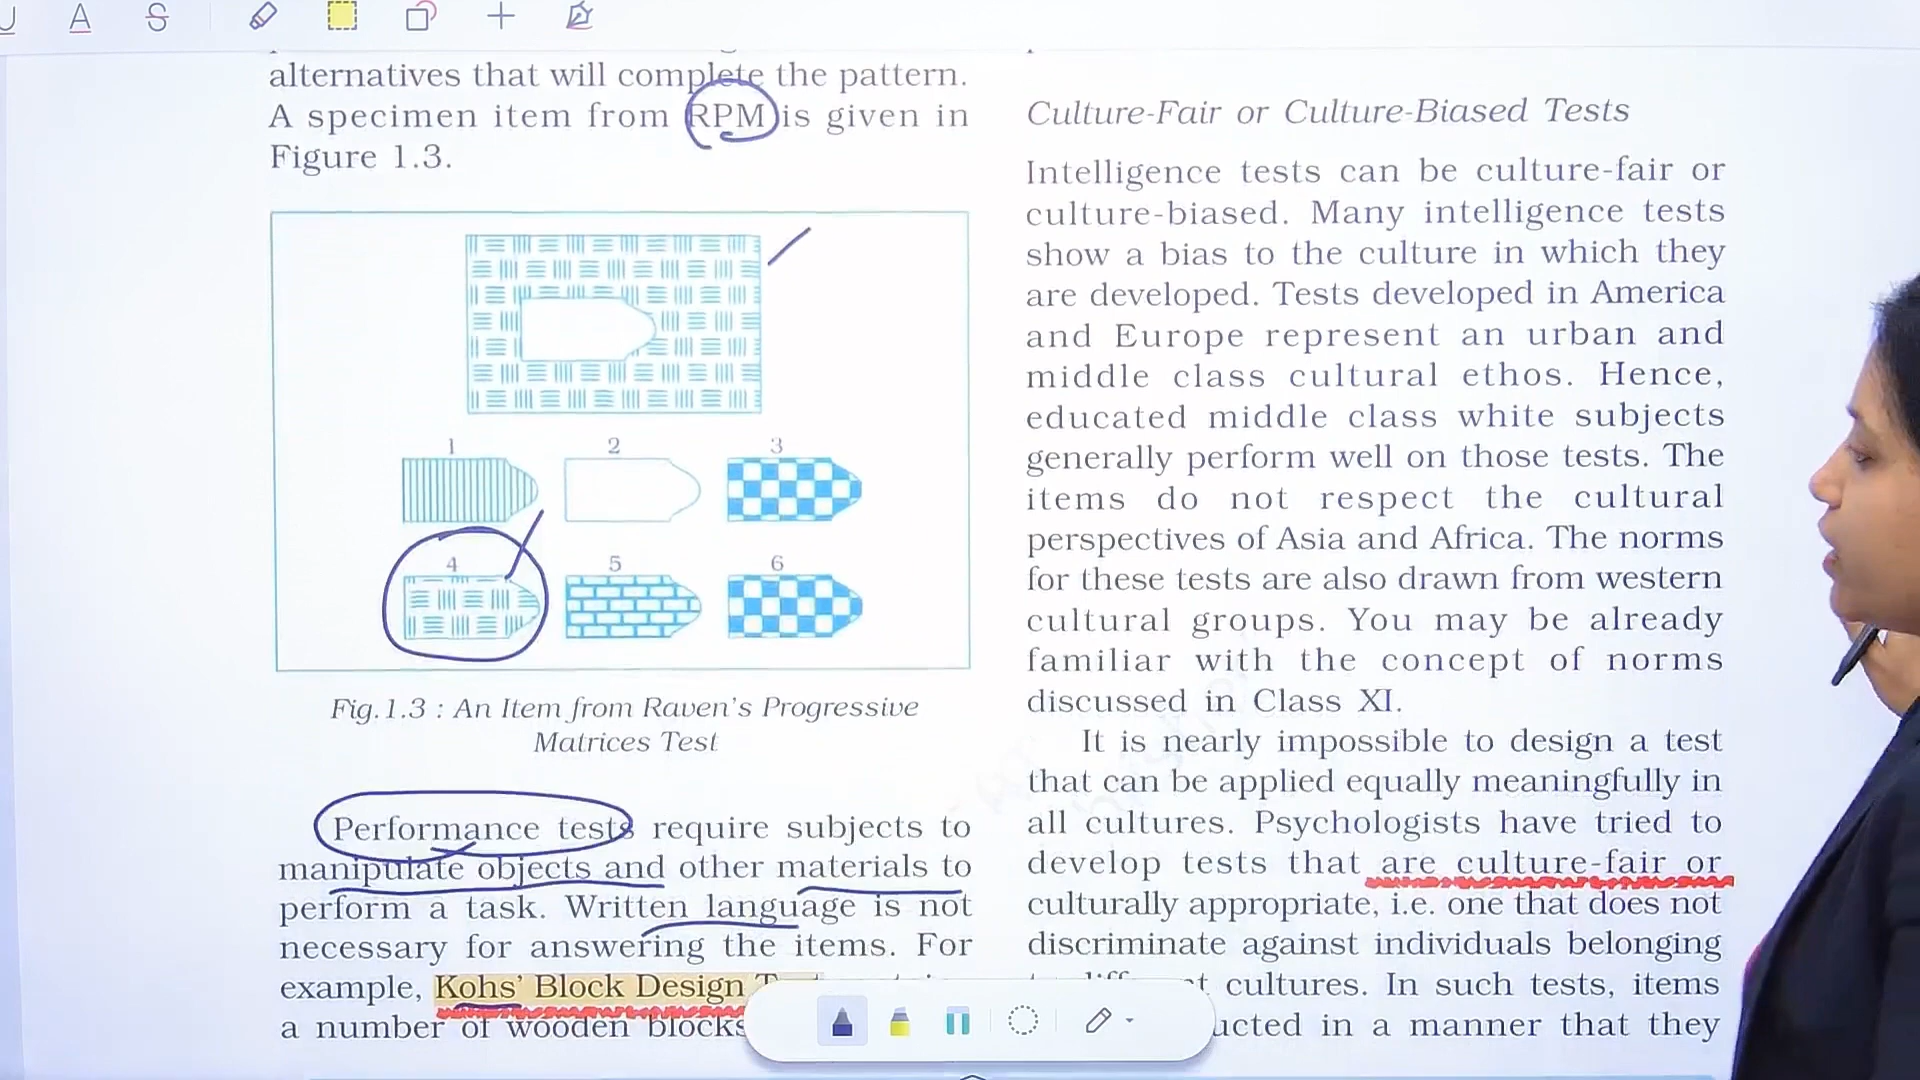 alternatives that will complete the pattern.
A specimen item from RPM is given in
Figure 1.3.
1
2
3
4
5
6
Fig.1.3 : An Item from Raven's Progressive
Matrices Test
Performance tests require subjects to
manipulate objects and other materials to
perform a task. Written language is not
necessary for answering the items. For
example, Kohs' Block Design
a number of wooden blocks
Culture-Fair or Culture-Biased Tests
Intelligence tests can be culture-fair or
culture-biased. Many intelligence tests
show a bias to the culture in which they
are developed. Tests developed in America
and Europe represent an urban and
middle class cultural ethos. Hence,
educated middle class white subjects
generally perform well on those tests. The
items do not respect the cultural
perspectives of Asia and Africa. The norms
for these tests are also drawn from western
cultural groups. You may be already
familiar with the concept of norms
discussed in Class XI.
It is nearly impossible to design a test
that can be applied equally meaningfully in
all cultures. Psychologists have tried to
develop tests that are culture-fair or
culturally appropriate, i.e. one that does not
discriminate against individuals belonging
cultures. In such tests, items
ucted in a manner that they